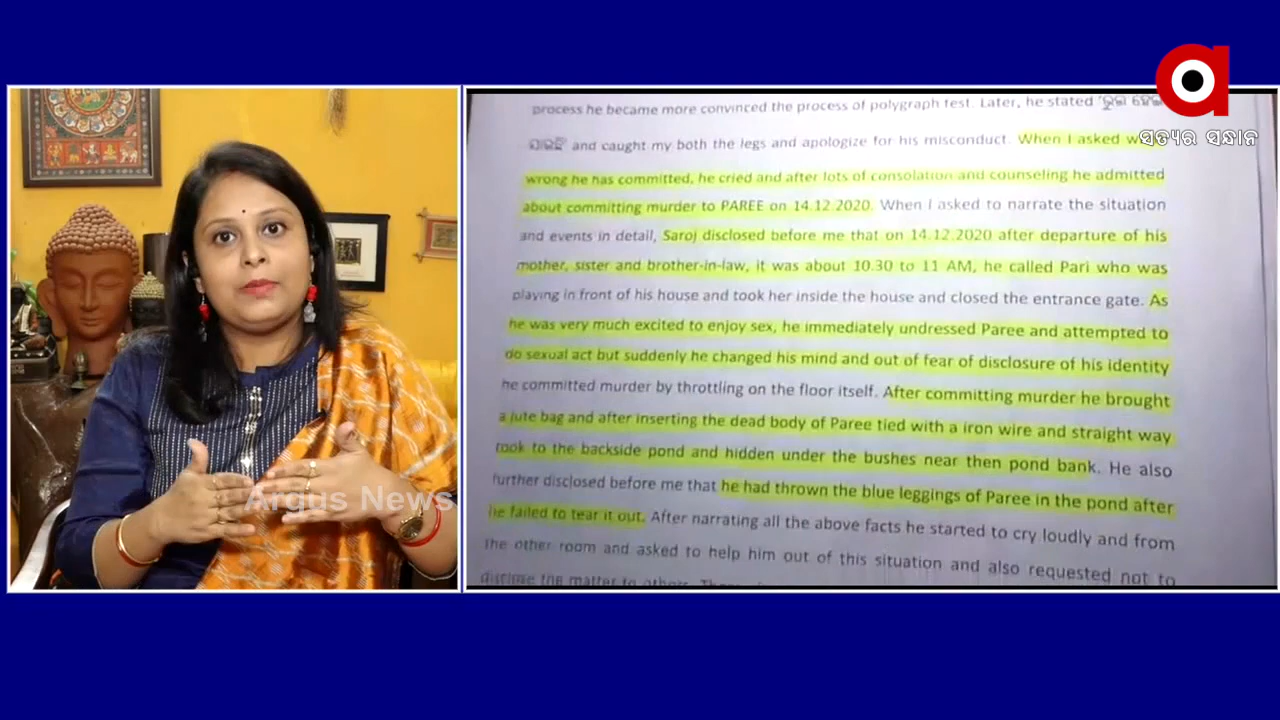 process he became more convinced the process of polygraph test. Later, he stated 'ଭୁଲ
and caught my both the legs and apologize for his misconduct. When I asked
ସତ୍ୟର ସନ୍ଧାନ
wrong he has committed, he cried and after lots of consolation and counseling he admitted
about committing murder to PAREE on 14.12.2020. When I asked to narrate the situation
and events in detail, Saroj disclosed before me that on 14.12.2020 after departure of his
mother, sister and brother-in-law, it was about 10.30 to 11 AM, he called Pari who was
playing in front of his house and took her inside the house and closed the entrance gate. As
he was very much excited to enjoy sex, he immediately undressed Paree and attempted to
do sexual act but suddenly he changed his mind and out of fear of disclosure of his identity
he committed murder by throttling on the floor itself. After committing murder he brought
a jute bag and after inserting the dead body of Paree tied with a iron wire and straight way
took to the backside pond and hidden under the bushes near then pond bank. He also
further disclosed before me that he had thrown the blue leggings of Paree in the pond after
he failed to tear it out. After narrating all the above facts he started to cry loudly and from
the other room and asked to help him out of this situation and also requested not to
disclose the matter to others.
Argus News